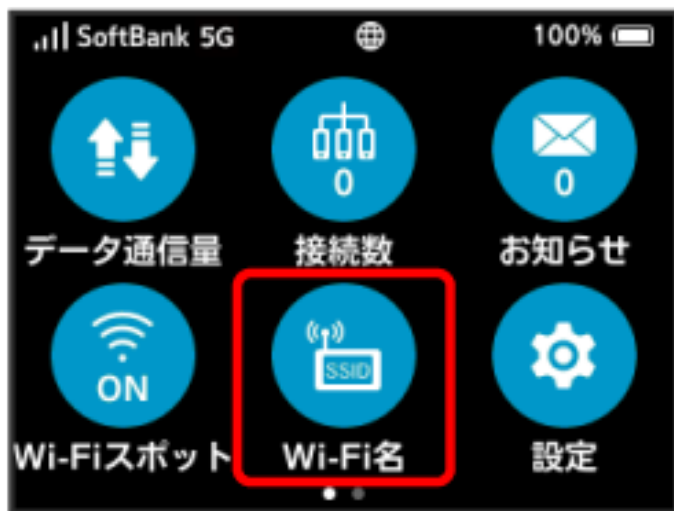 SoftBank 5G 100%
0 0
データ通信量 接続数 お知らせ
ON SSID
Wi-Fiスポット Wi-Fi名 設定